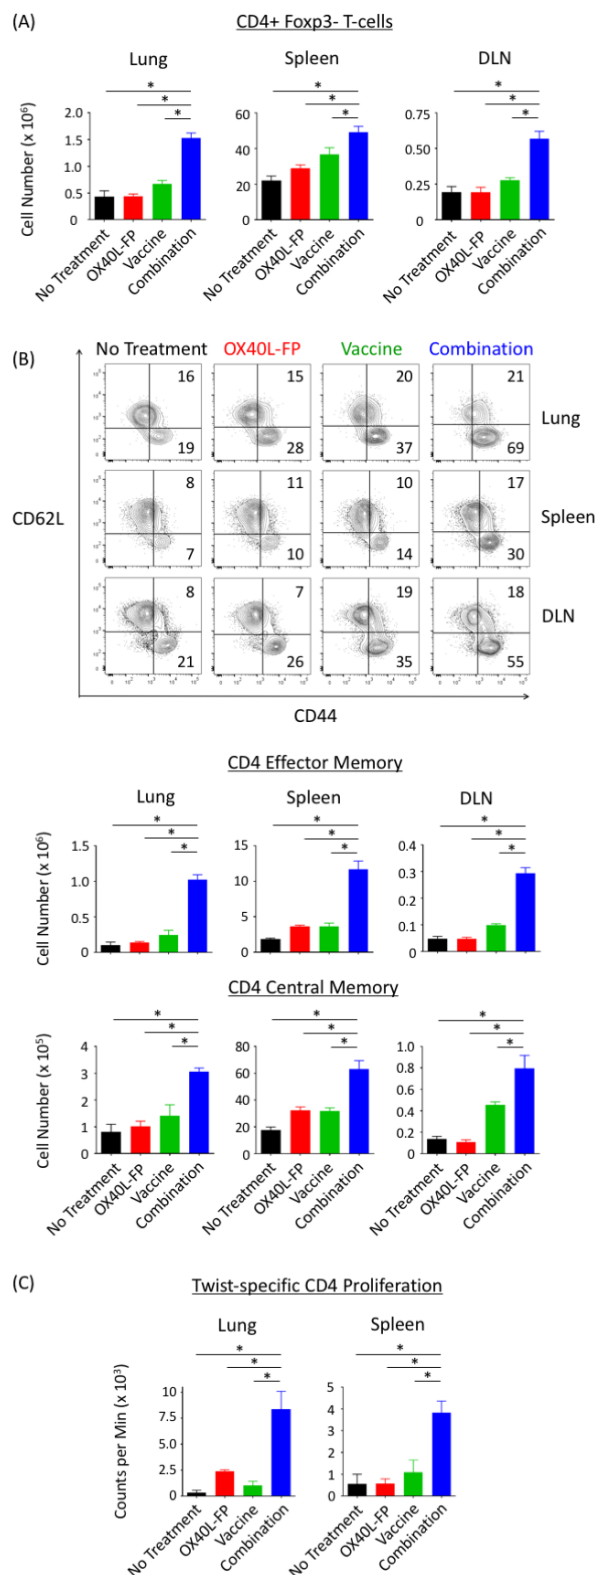 (A)
CD4+ Foxp3- T-cells
Lung Spleen DLN
* * *
* * *
* * *
Cell Number (x 10⁶)
2.0 60 0.75
1.5
1.0 40 0.50
0.5 20 0.25
0 0 0
No Treatment OX40L-FP Vaccine Combination No Treatment OX40L-FP Vaccine Combination No Treatment OX40L-FP Vaccine Combination
(B)
No Treatment OX40L-FP Vaccine Combination
16 15 20 21
Lung
19 28 37 69
8 11 10 17
CD62L
Spleen
7 10 14 30
8 7 19 18
DLN
21 26 35 55
CD44
CD4 Effector Memory
Lung Spleen DLN
* * *
* * *
* * *
Cell Number (x 10⁶)
1.5 15 0.4
1.0 10 0.3
0.2
0.5 5 0.1
0.0 0 0
CD4 Central Memory
* * *
* * *
* * *
Cell Number (x 10⁵)
4 80 1.0
3 60 0.8
0.6
2 40 0.4
1 20 0.2
0 0 0
No Treatment OX40L-FP Vaccine Combination No Treatment OX40L-FP Vaccine Combination No Treatment OX40L-FP Vaccine Combination
(C)
Twist-specific CD4 Proliferation
Lung Spleen
* *
* *
* *
Counts per Min (x 10³)
10 5
7.5 4
5.0 3
2
2.5 1
0 0
No Treatment OX40L-FP Vaccine Combination No Treatment OX40L-FP Vaccine Combination